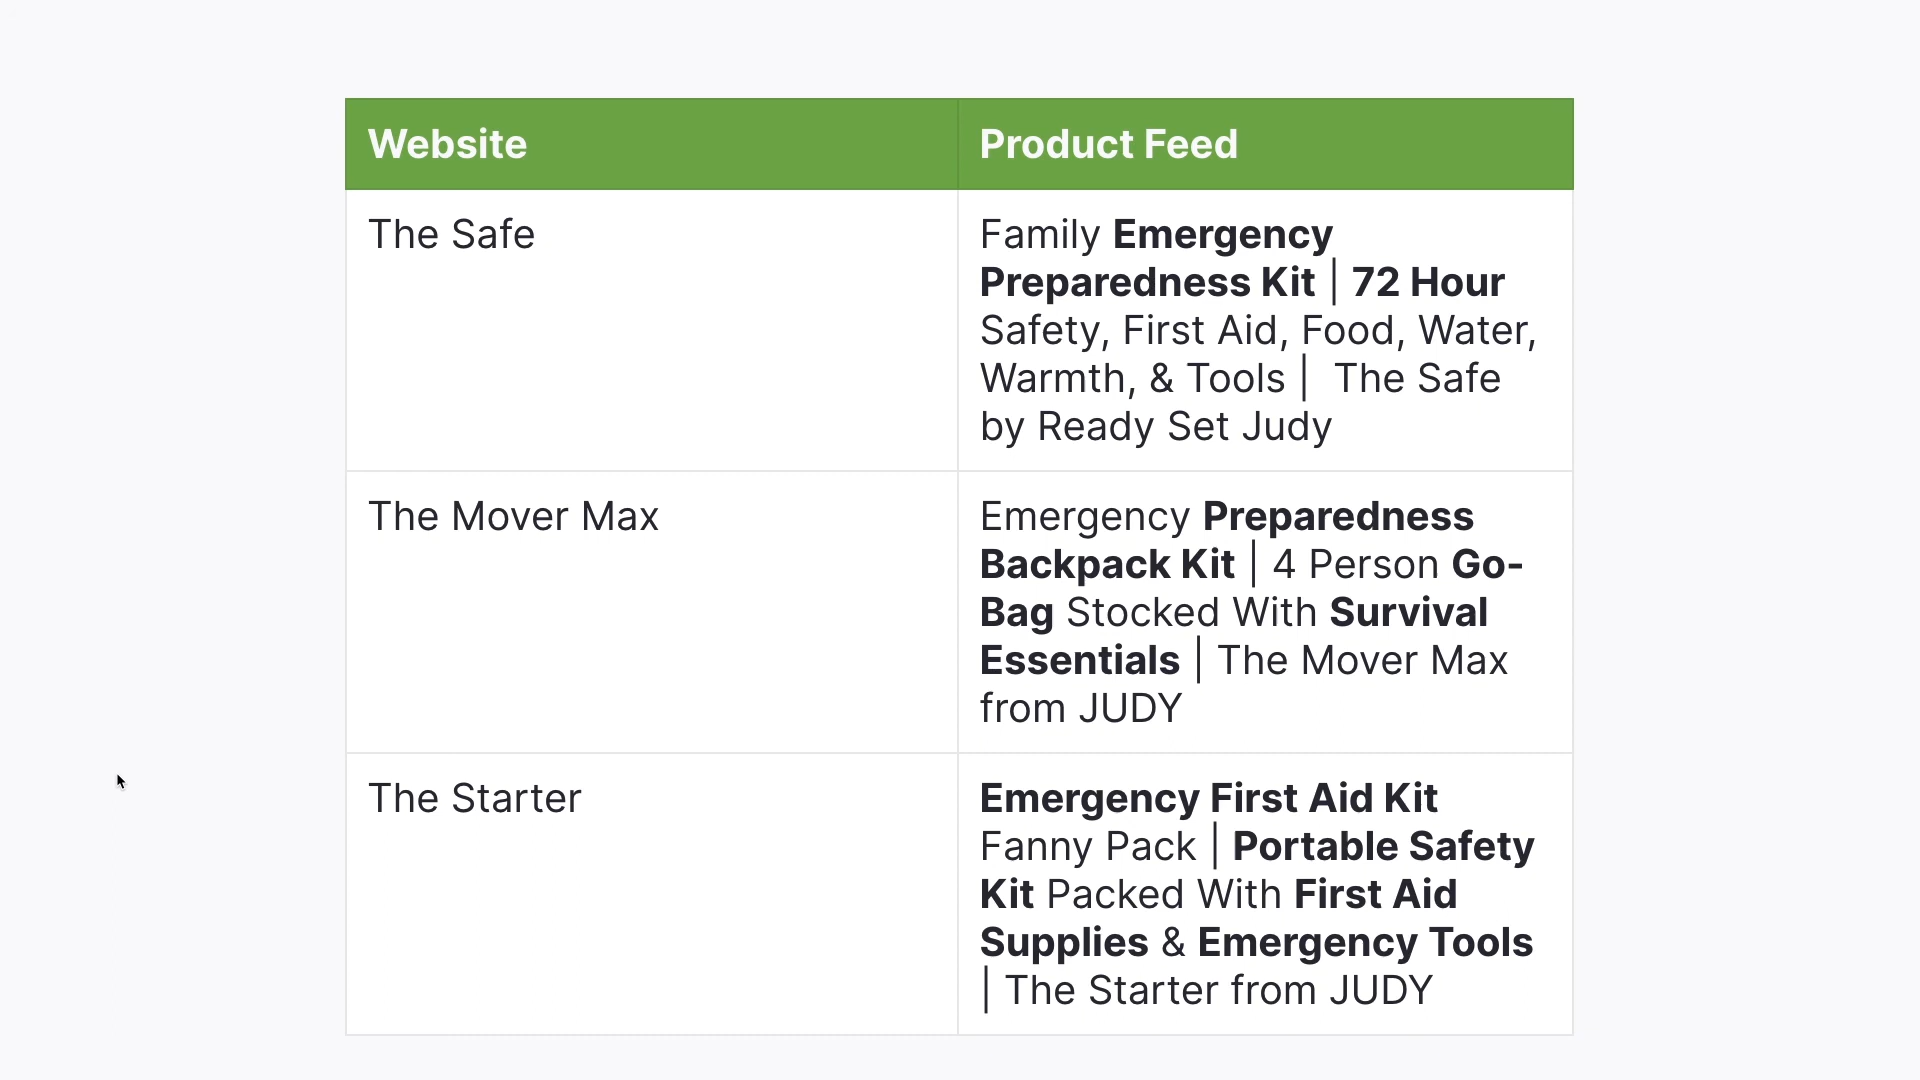 Website
Product Feed
The Safe
Family Emergency
Preparedness Kit | 72 Hour
Safety, First Aid, Food, Water,
Warmth, & Tools |  The Safe
by Ready Set Judy
The Mover Max
Emergency Preparedness
Backpack Kit | 4 Person Go-
Bag Stocked With Survival
Essentials | The Mover Max
from JUDY
The Starter
Emergency First Aid Kit
Fanny Pack | Portable Safety
Kit Packed With First Aid
Supplies & Emergency Tools
| The Starter from JUDY